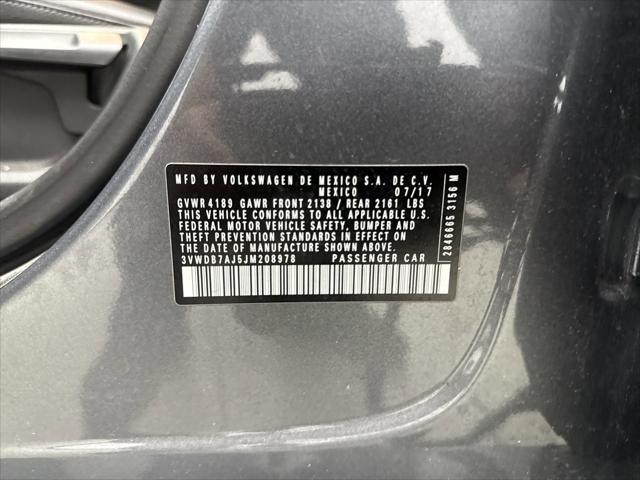 MFD BY VOLKSWAGEN DE MEXICO S.A. DE C.V.
MEXICO 07/17
GVWR 4189 GAWR FRONT 2138 / REAR 2161 LBS
THIS VEHICLE CONFORMS TO ALL APPLICABLE U.S.
FEDERAL MOTOR VEHICLE SAFETY, BUMPER AND
THEFT PREVENTION STANDARDS IN EFFECT ON
THE DATE OF MANUFACTURE SHOWN ABOVE.
3VWDB7AJ5JM208978 PASSENGER CAR
2846665 3156 M